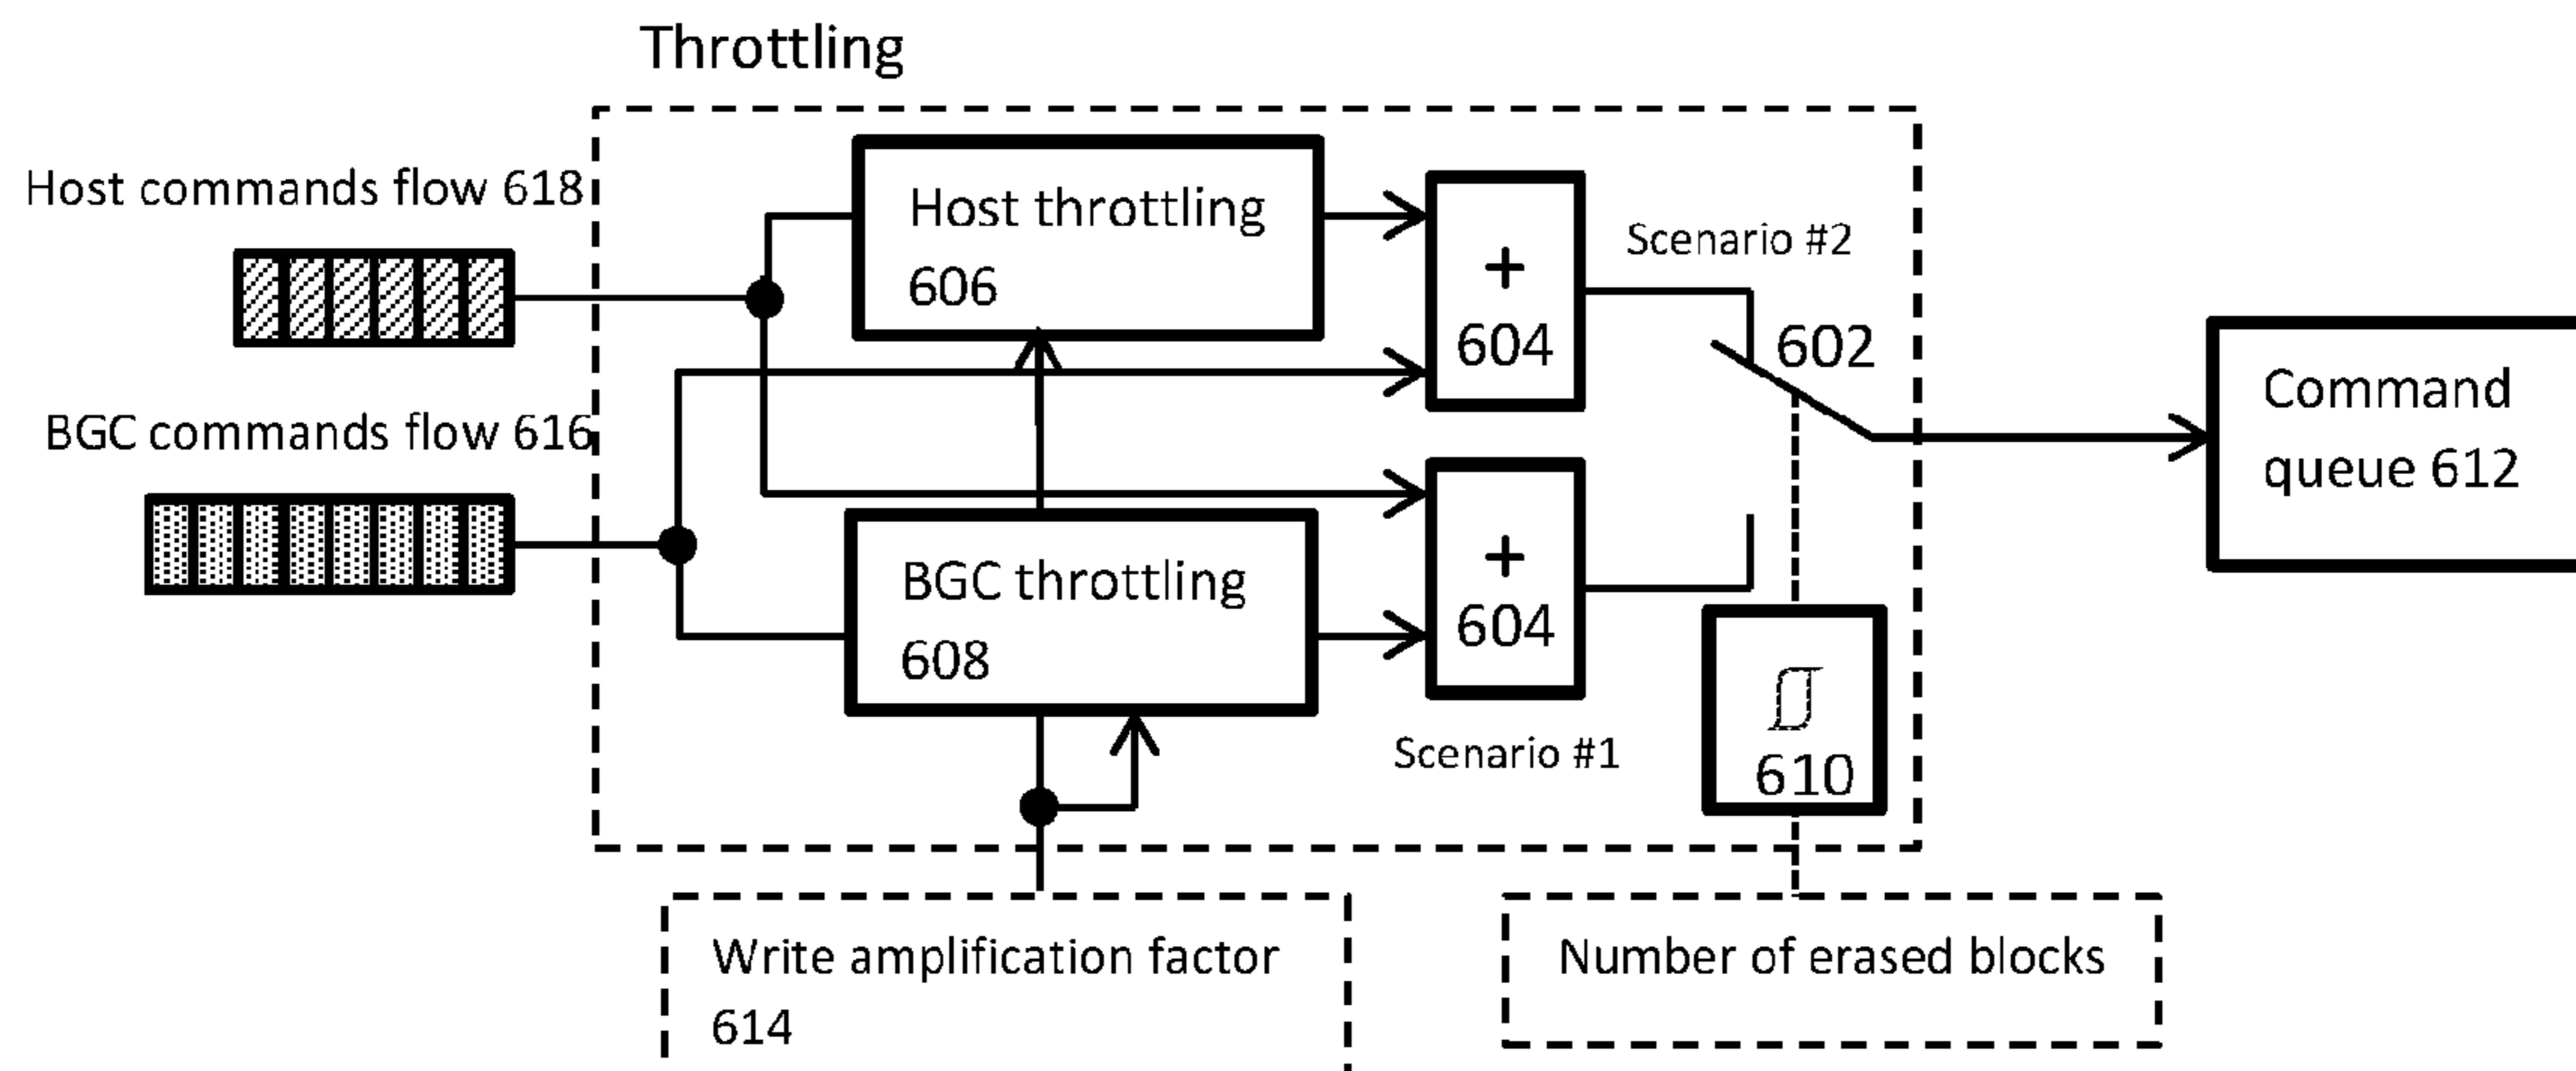 Throttling
Host commands flow 618
Host throttling
606
+
604
Scenario #2
602
Command
queue 612
BGC commands flow 616
BGC throttling
608
+
604
Scenario #1
610
Write amplification factor
614
Number of erased blocks